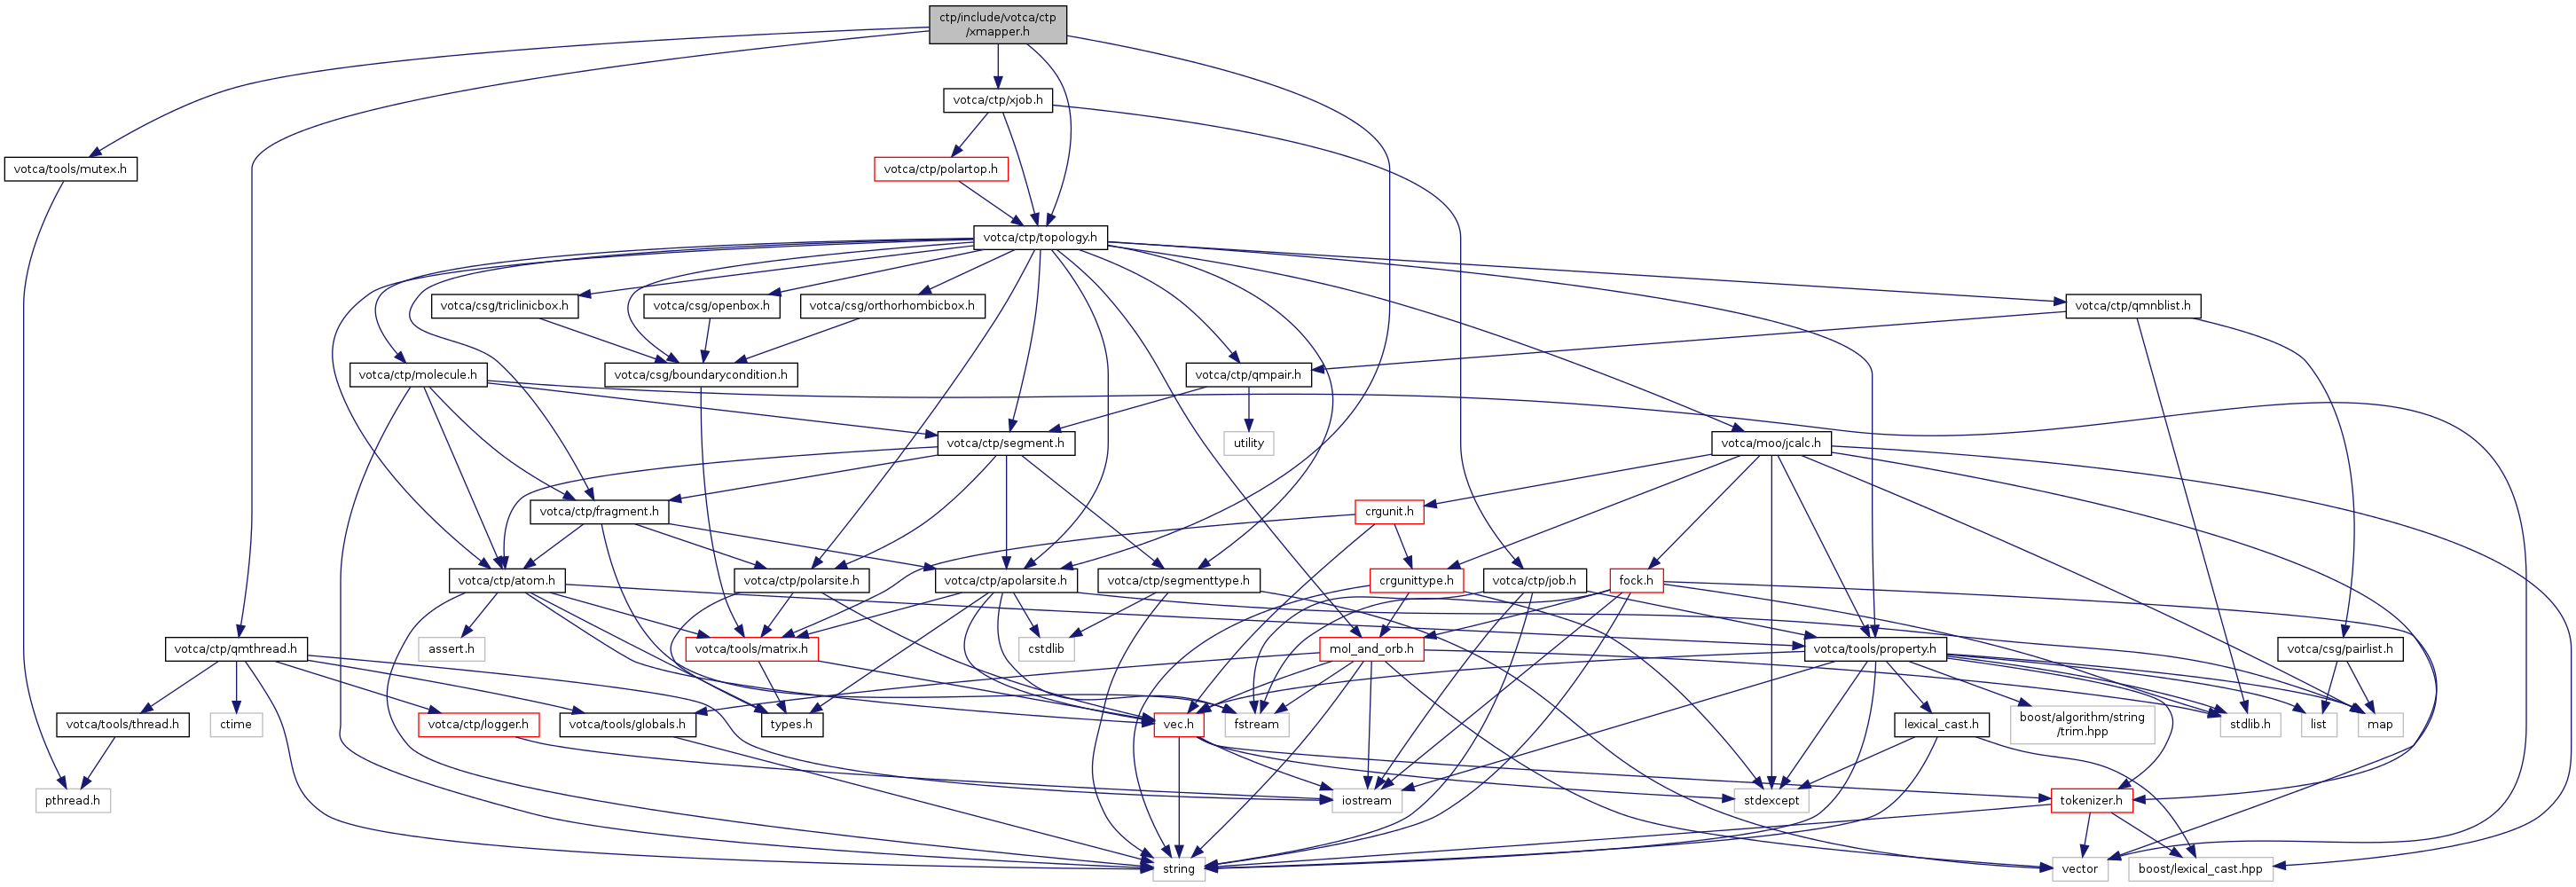 ctp/include/votca/ctp
/xmapper.h
votca/ctp/xjob.h
votca/tools/mutex.h
votca/ctp/polartop.h
votca/ctp/topology.h
votca/csg/triclinicbox.h
votca/csg/openbox.h
votca/csg/orthorhombicbox.h
votca/ctp/qmnblist.h
votca/ctp/molecule.h
votca/csg/boundarycondition.h
votca/ctp/qmpair.h
votca/ctp/segment.h
utility
votca/moo/jcalc.h
votca/ctp/fragment.h
crgunit.h
votca/ctp/atom.h
votca/ctp/polarsite.h
votca/ctp/apolarsite.h
votca/ctp/segmenttype.h
crgunittype.h
votca/ctp/job.h
fock.h
votca/ctp/qmthread.h
assert.h
votca/tools/matrix.h
cstdlib
mol_and_orb.h
votca/tools/property.h
votca/csg/pairlist.h
votca/tools/thread.h
ctime
votca/ctp/logger.h
votca/tools/globals.h
types.h
vec.h
fstream
lexical_cast.h
boost/algorithm/string
/trim.hpp
stdlib.h
list
map
pthread.h
iostream
stdexcept
tokenizer.h
string
vector
boost/lexical_cast.hpp